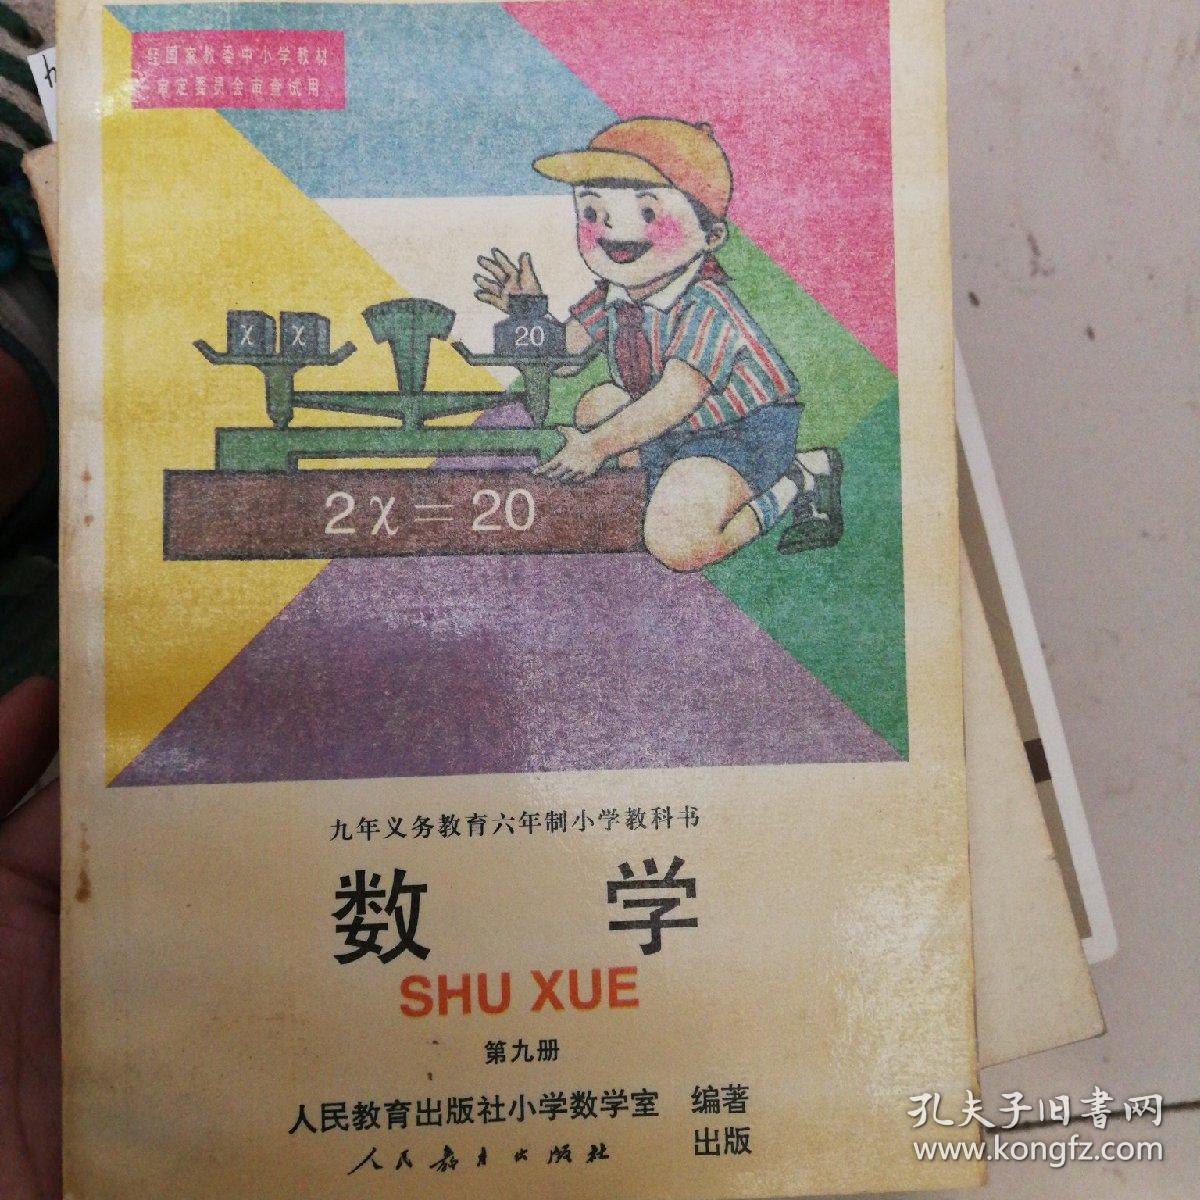 经国家教委中小学教材
审定委员会审查试用
χ χ
20
2χ=20
九年义务教育六年制小学教科书
数学
SHU XUE
第九册
人民教育出版社小学数学室 编著
人民教育出版社 出版
孔夫子旧书网
www.kongfz.com